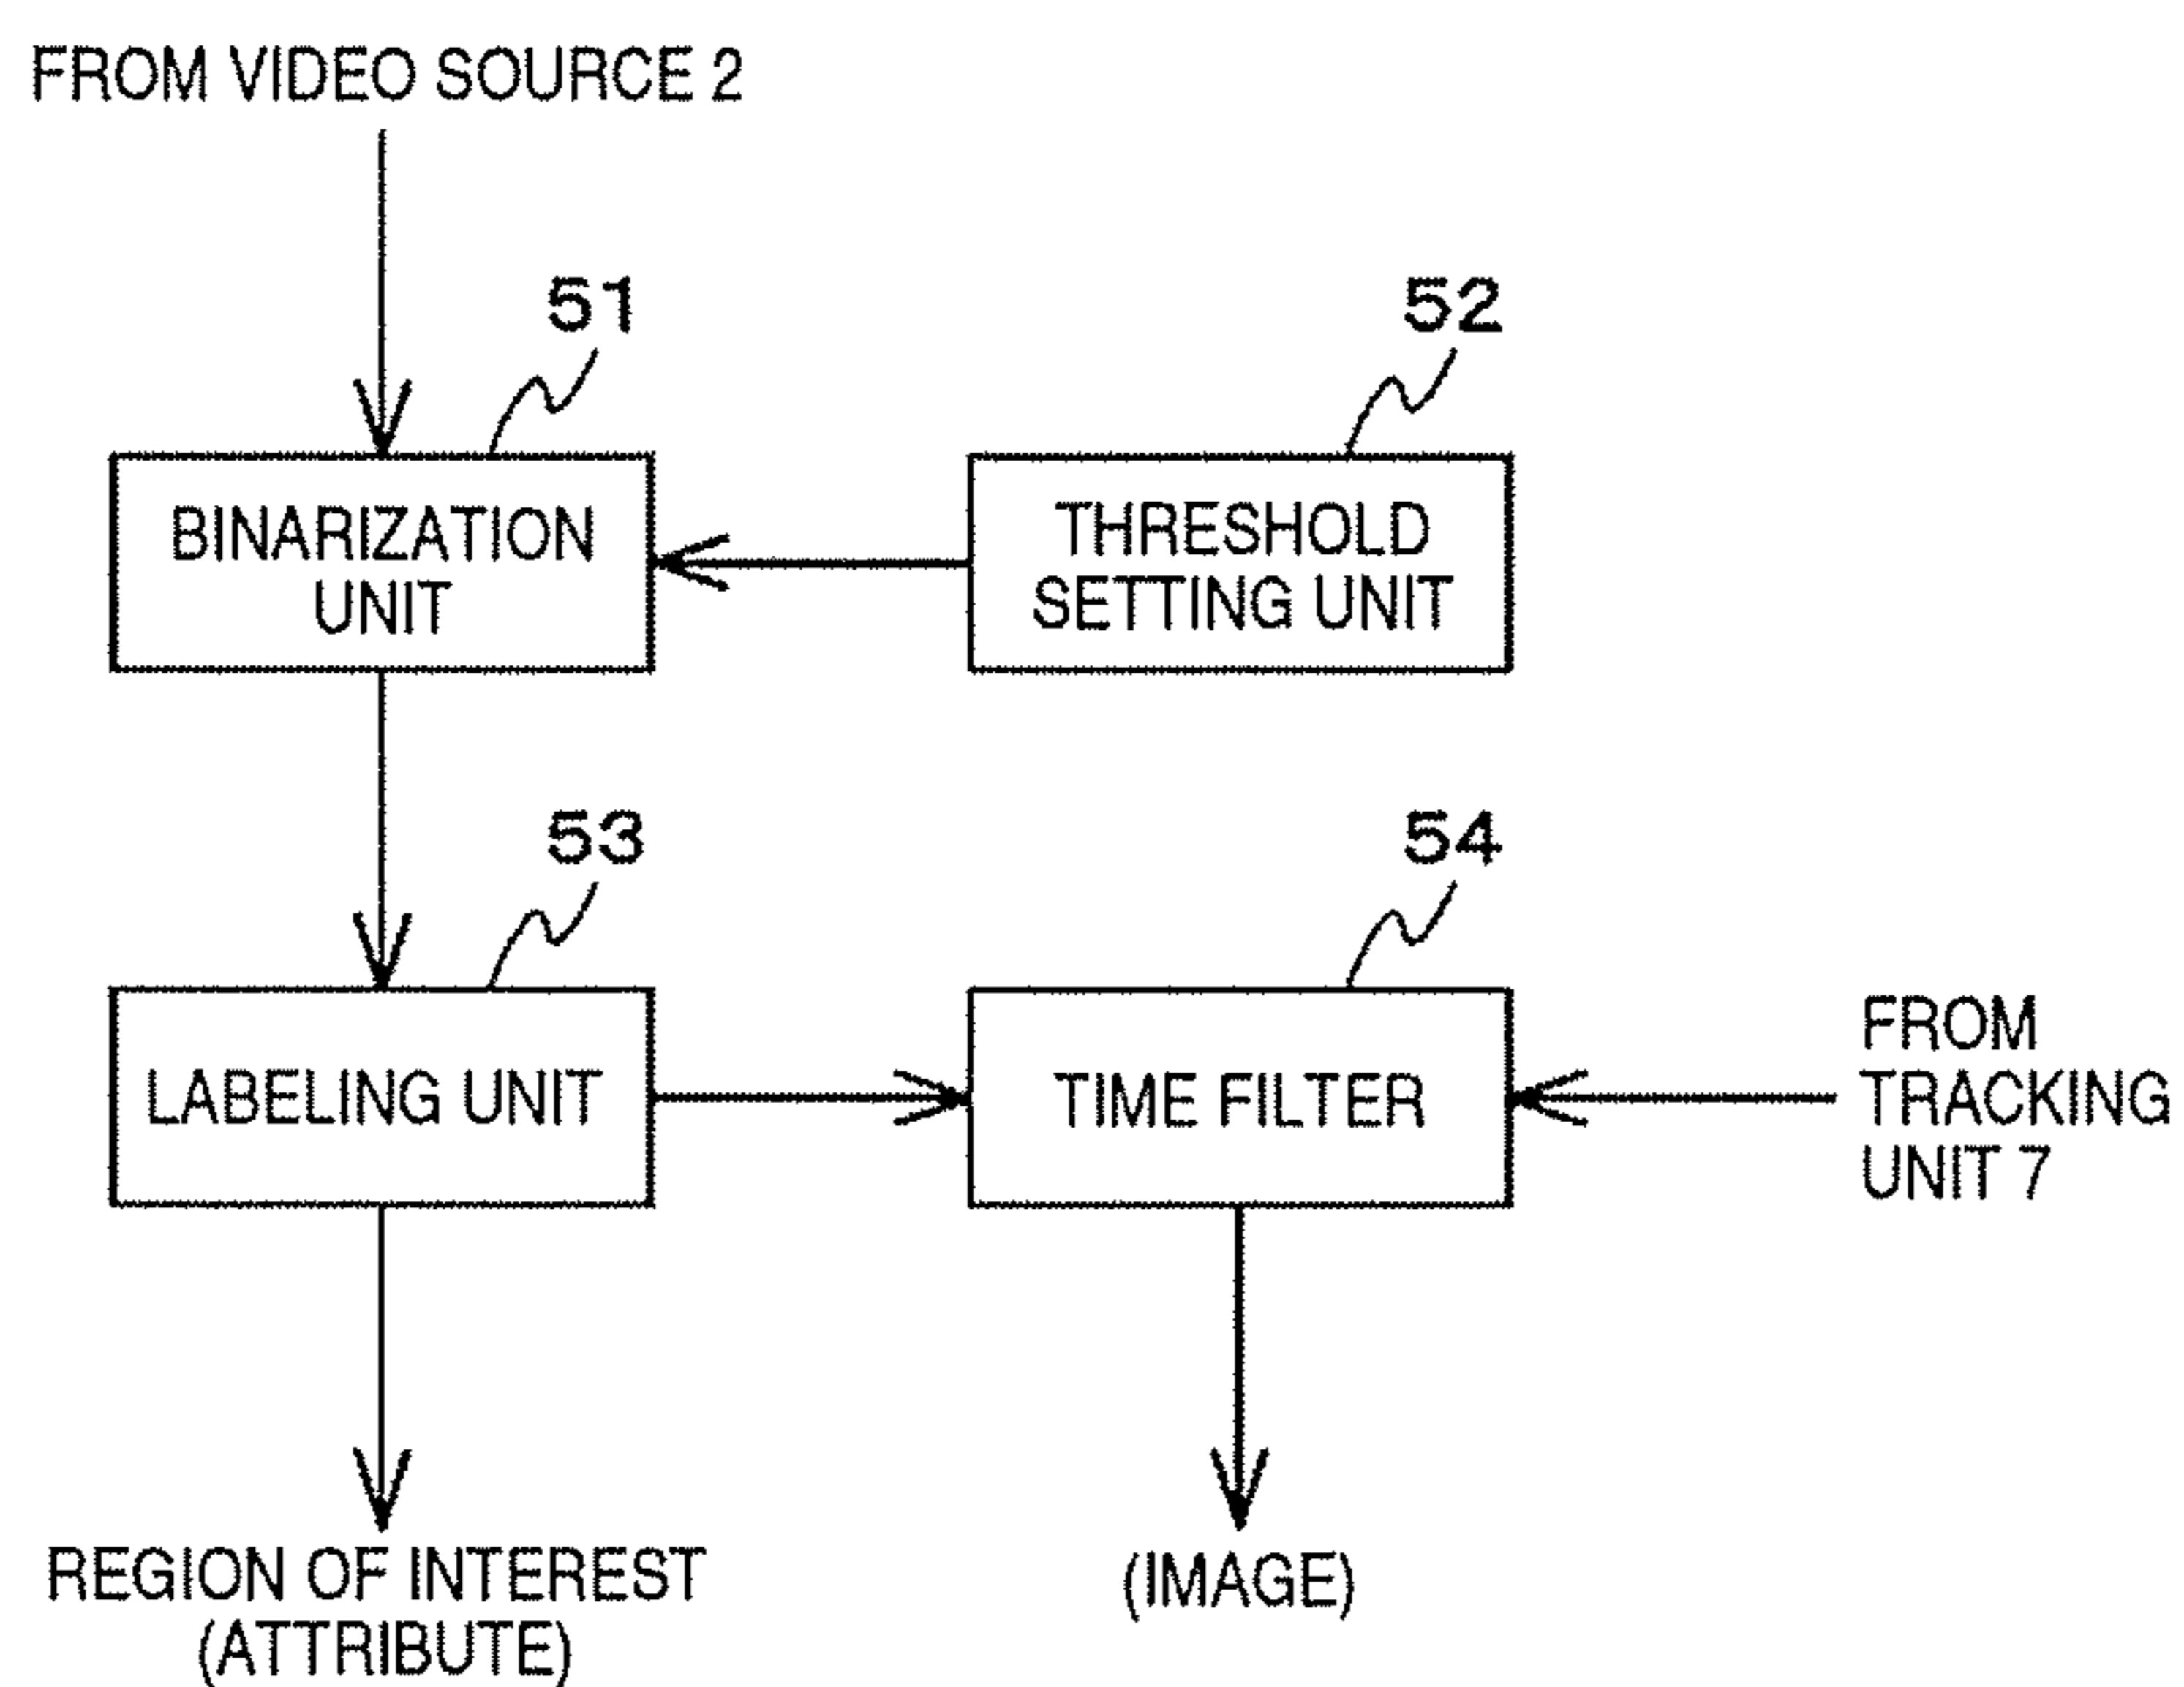 FROM VIDEO SOURCE 2
51
52
BINARIZATION
UNIT
THRESHOLD
SETTING UNIT
53
54
LABELING UNIT
TIME FILTER
FROM
TRACKING
UNIT 7
REGION OF INTEREST
(ATTRIBUTE)
(IMAGE)